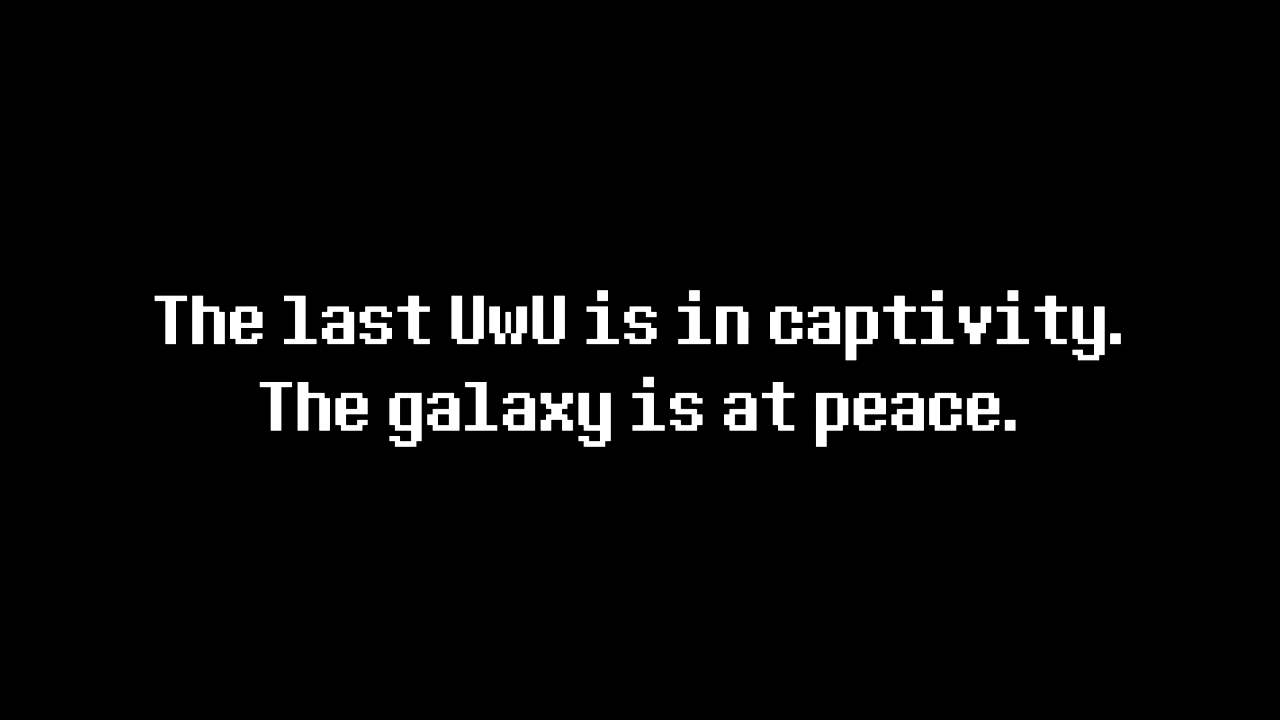 The last UwU is in captivity.
The galaxy is at peace.